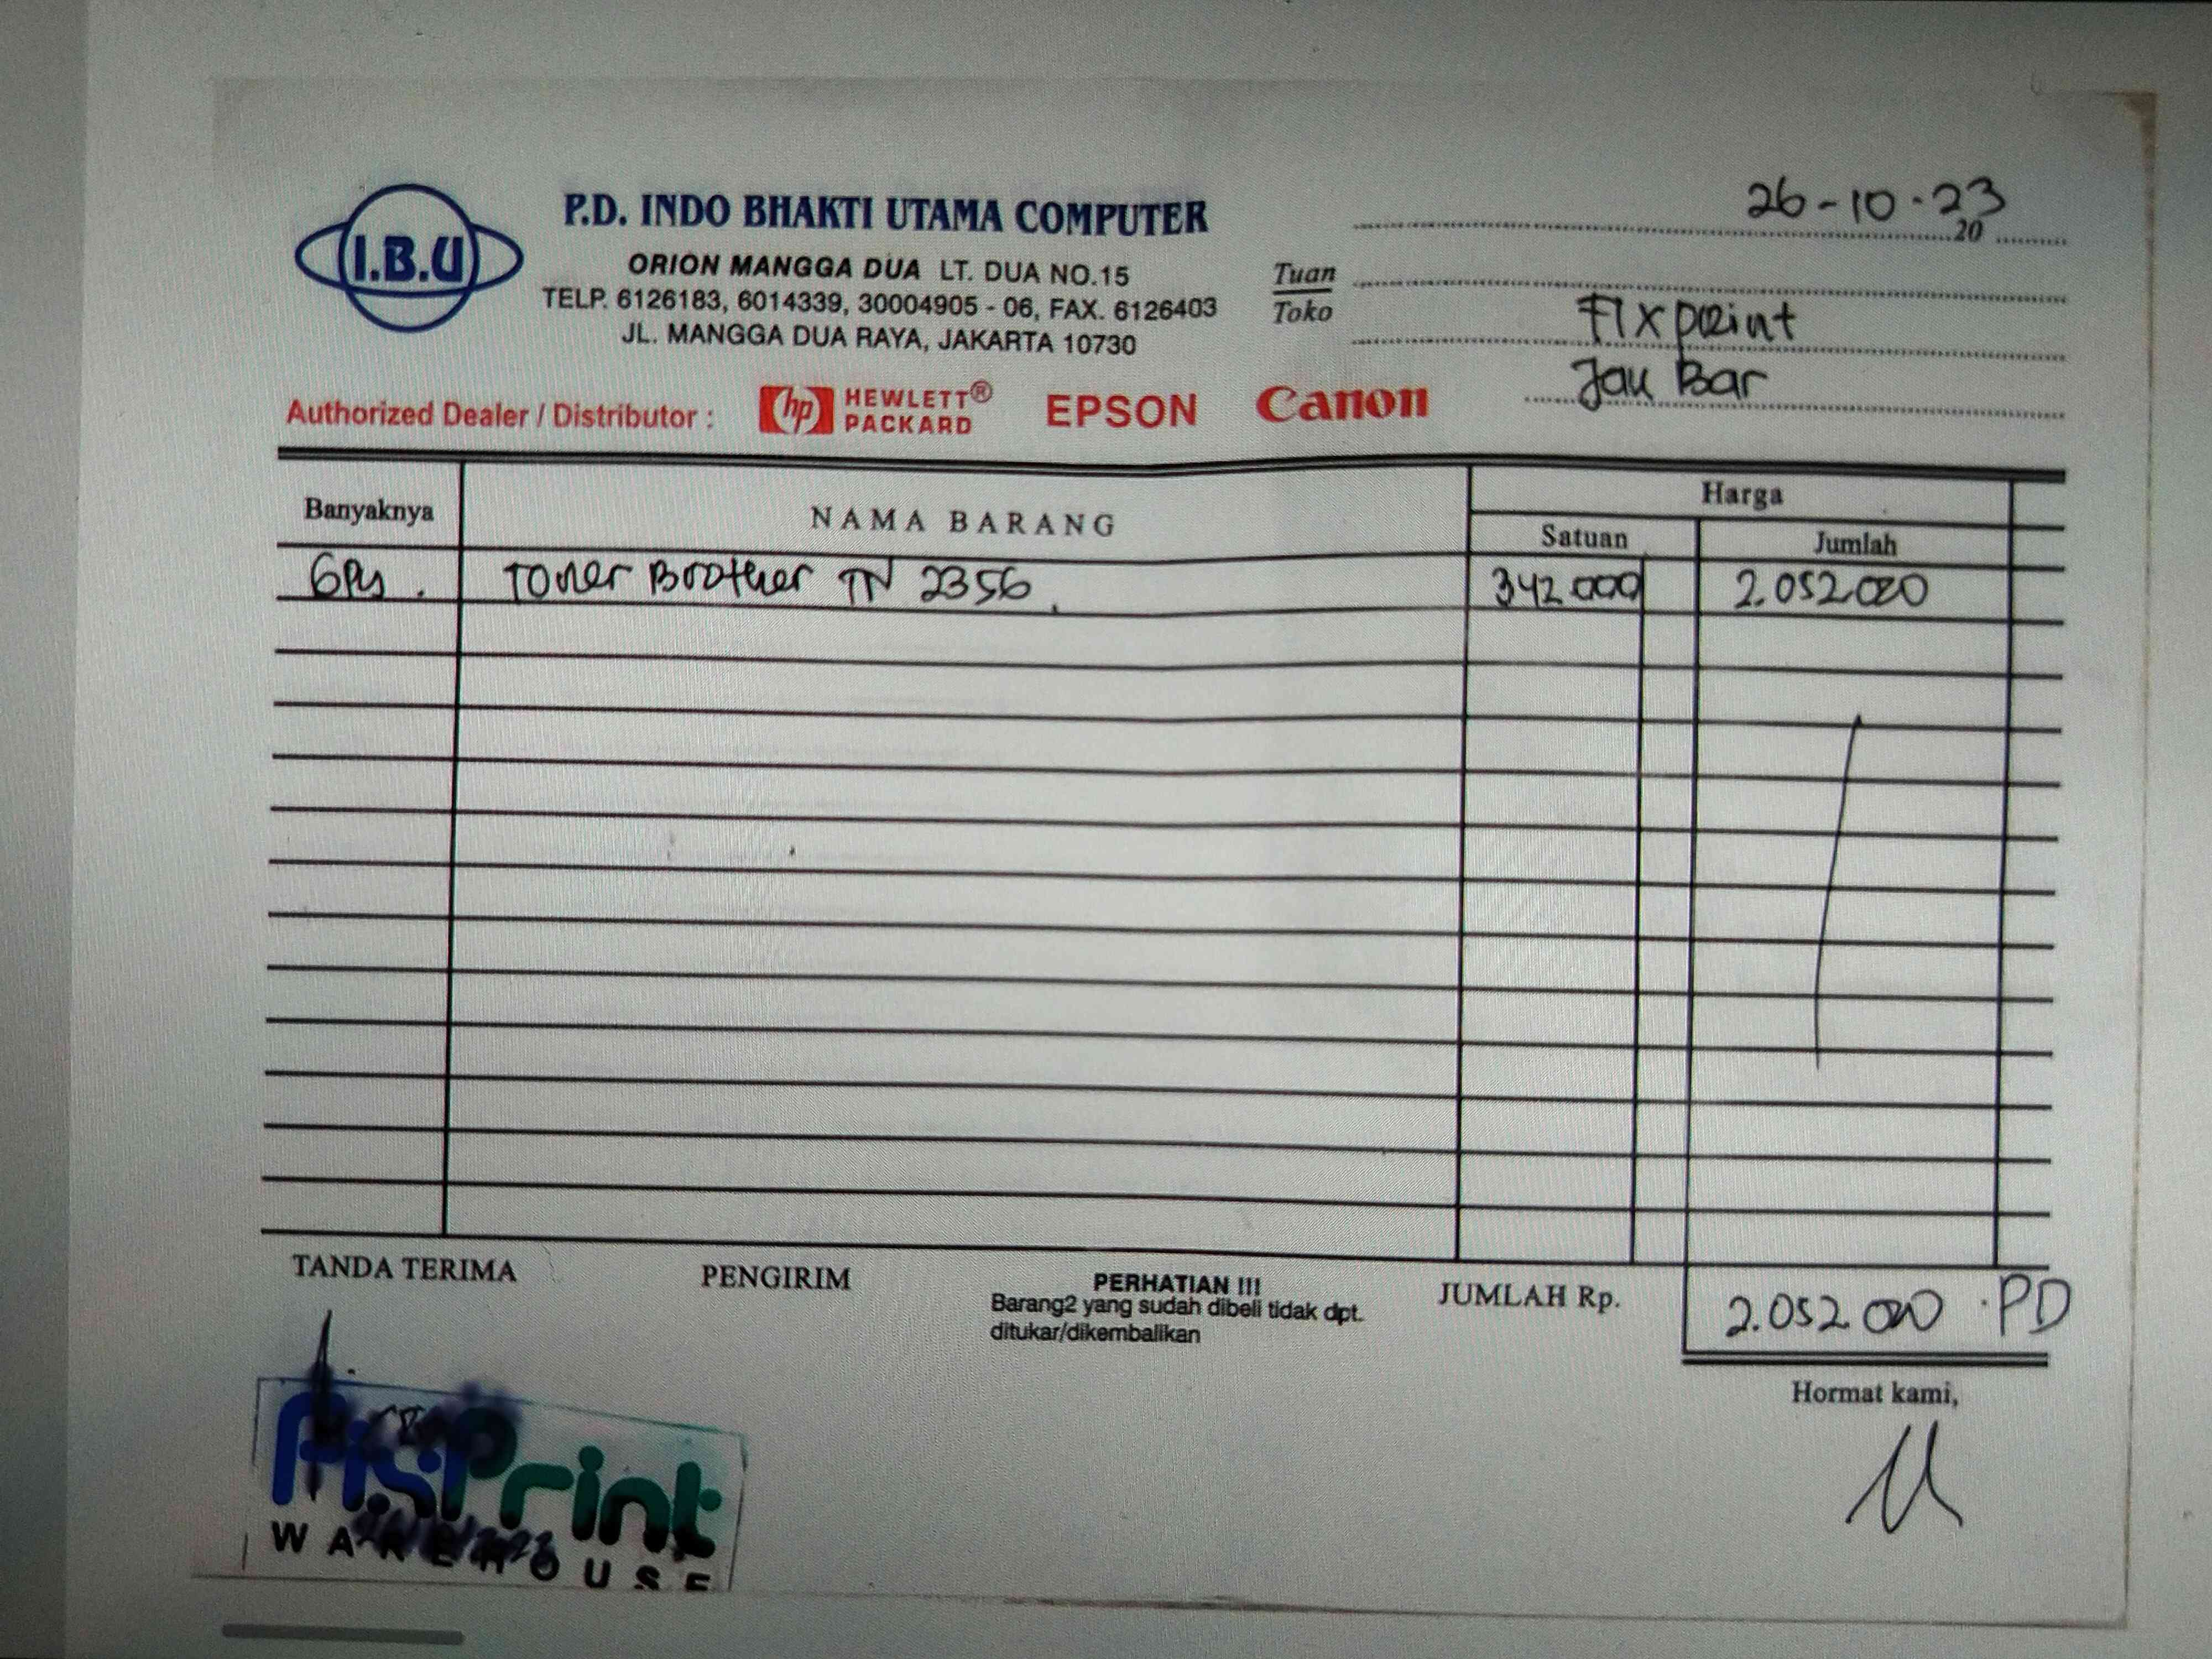 26-10-23
I.B.U
P.D. INDO BHAKTI UTAMA COMPUTER
20
ORION MANGGA DUA LT. DUA NO.15
TELP. 6126183, 6014339, 30004905 - 06, FAX. 6126403
JL. MANGGA DUA RAYA, JAKARTA 10730
Tuan
Toko
FIXprint
Jak Bar
Authorized Dealer / Distributor : hp HEWLETT® PACKARD EPSON Canon
Banyaknya NAMA BARANG Harga
Satuan Jumlah
6Pcs. Toner Brother TN 2356. 342.000 2.052.000
TANDA TERIMA PENGIRIM PERHATIAN !!! JUMLAH Rp. 2.052.000 .PD
Barang2 yang sudah dibeli tidak dpt.
ditukar/dikembalikan
Hormat kami,
Print
WAREHOUSE